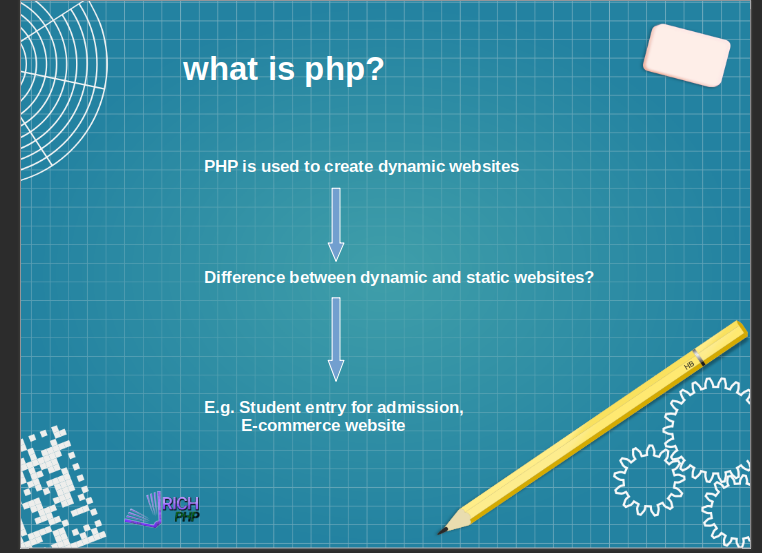 what is php?
PHP is used to create dynamic websites
Difference between dynamic and static websites?
E.g. Student entry for admission,
E-commerce website
HB
RICH
PHP